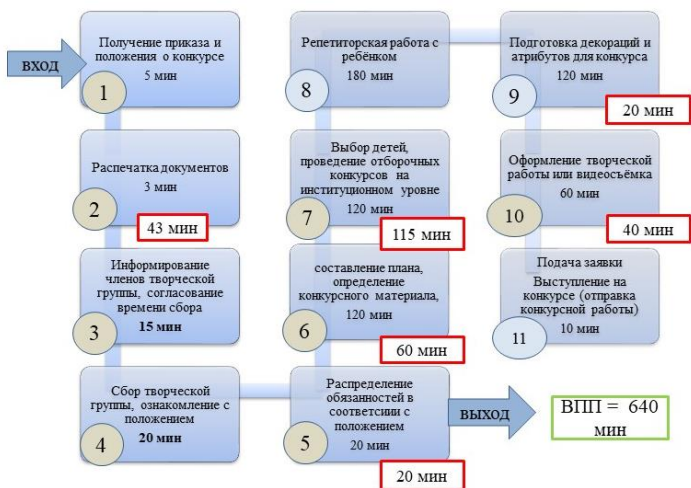 ВХОД
Получение приказа и
положения о конкурсе
5 мин
1
Распечатка документов
3 мин
2
43 мин
Информирование
членов творческой
группы, согласование
времени сбора
15 мин
3
Сбор творческой
группы, ознакомление с
положением
20 мин
4
Распределение
обязанностей в
соответсиии с
положением
20 мин
5
20 мин
составление плана,
определение
конкурсного материала,
120 мин
6
60 мин
Выбор детей,
проведение отборочных
конкурсов на
институционном уровне
120 мин
7
115 мин
Репетиторская работа с
ребёнком
180 мин
8
Подготовка декораций и
атрибутов для конкурса
120 мин
9
20 мин
Оформление творческой
работы или видеосъёмка
60 мин
10
40 мин
Подача заявки
Выступление на
конкурсе (отправка
конкурсной работы)
10 мин
11
ВЫХОД
ВПП = 640
мин